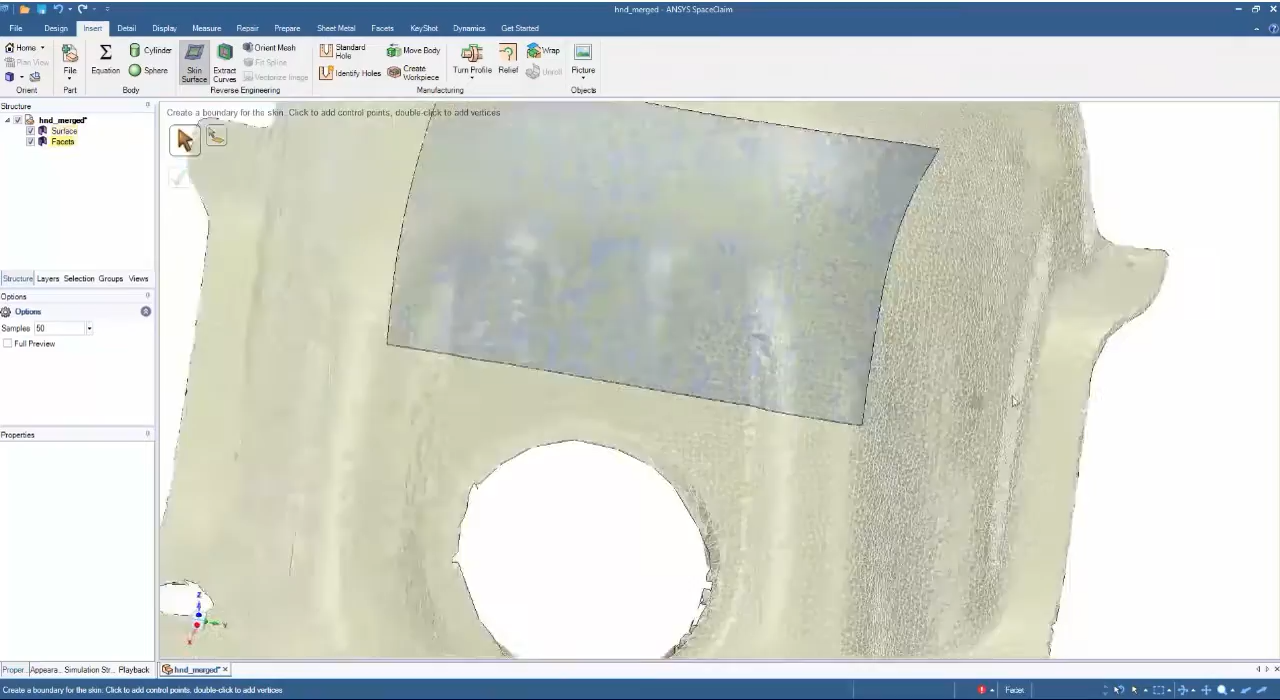 hnd_merged* - ANSYS SpaceClaim
File Design Insert Detail Display Measure Repair Prepare Sheet Metal Facets KeyShot Dynamics Get Started
Home
Plan View
Orient
File
Part
Equation
Cylinder
Sphere
Body
Skin Surface
Extract Curves
Orient Mesh
Fit Spline
Vectorize Image
Reverse Engineering
Standard Hole
Identify Holes
Move Body
Create Workpiece
Turn Profile
Relief
Wrap
Unroll
Manufacturing
Picture
Objects
Structure
hnd_merged*
Surface
Facets
Structure Layers Selection Groups Views
Options
Options
Samples 50
Full Preview
Properties
Create a boundary for the skin. Click to add control points, double-click to add vertices
Z
Y
X
Proper.. Appeara.. Simulation Str.. Playback
hnd_merged*
Create a boundary for the skin: Click to add control points, double-click to add vertices
Facet